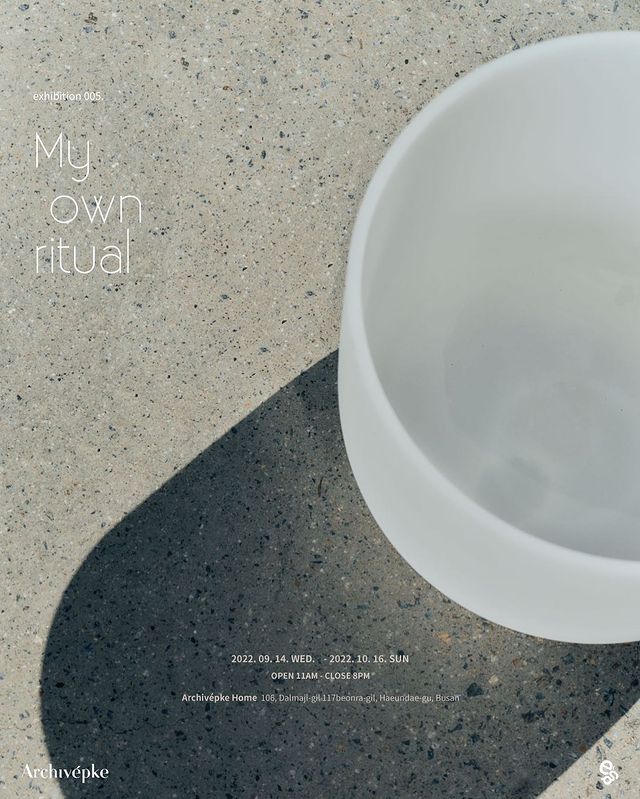 exhibition 005.
My
own
ritual
2022. 09. 14. WED. - 2022. 10. 16. SUN
OPEN 11AM - CLOSE 8PM
Archivépke Home 106, Dalmaji-gil 117beonra-gil, Haeundae-gu, Busan
Archivépke